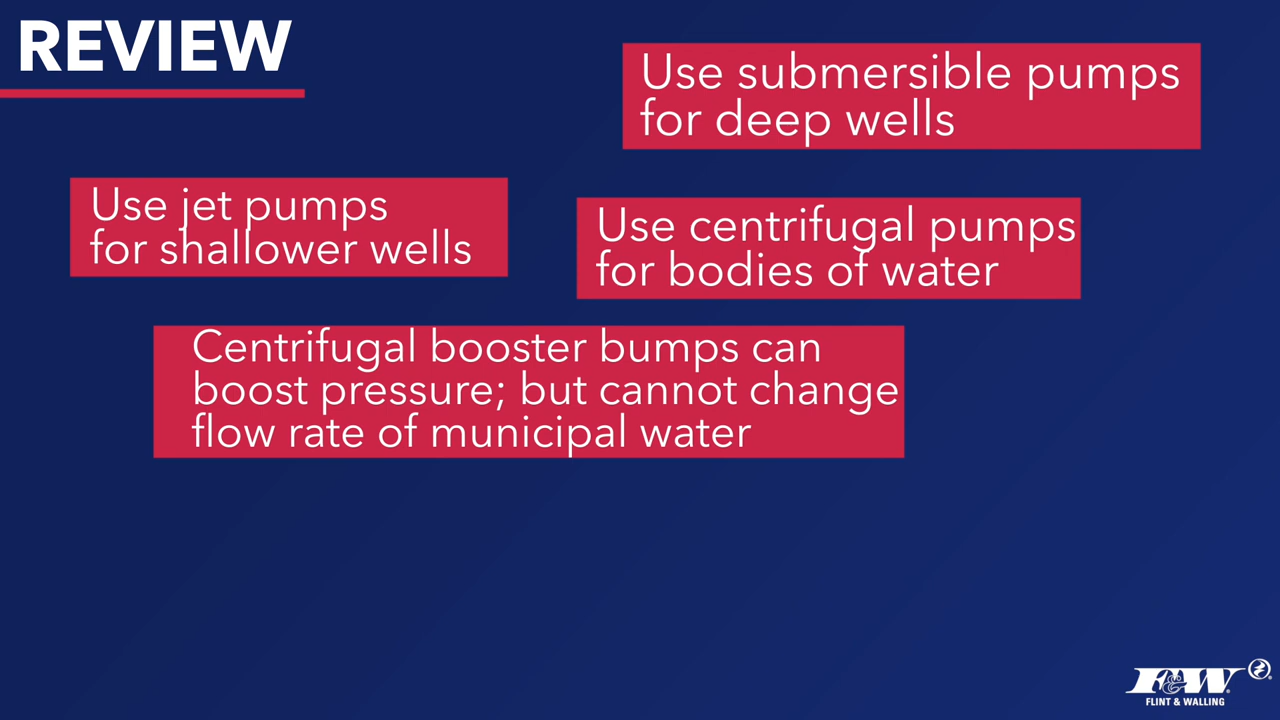 REVIEW
Use submersible pumps
for deep wells
Use jet pumps
for shallower wells
Use centrifugal pumps
for bodies of water
Centrifugal booster bumps can
boost pressure; but cannot change
flow rate of municipal water
F&W
FLINT & WALLING